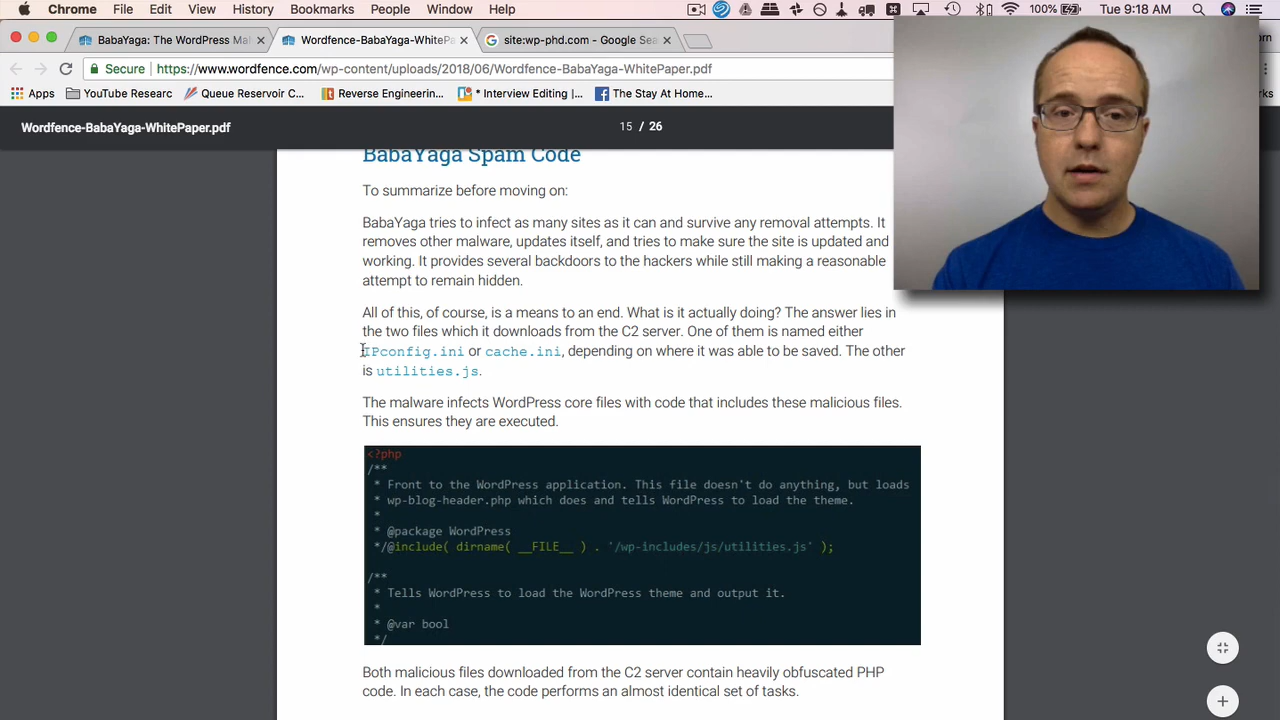 Chrome File Edit View History Bookmarks People Window Help 100% Tue 9:18 AM
BabaYaga: The WordPress Ma Wordfence-BabaYaga-WhitePa site:wp-phd.com - Google Sea
Secure https://www.wordfence.com/wp-content/uploads/2018/06/Wordfence-BabaYaga-WhitePaper.pdf
Apps YouTube Researc Queue Reservoir C... Reverse Engineerin... * Interview Editing |... The Stay At Home...
Wordfence-BabaYaga-WhitePaper.pdf 15 / 26
BabaYaga Spam Code
To summarize before moving on:
BabaYaga tries to infect as many sites as it can and survive any removal attempts. It
removes other malware, updates itself, and tries to make sure the site is updated and
working. It provides several backdoors to the hackers while still making a reasonable
attempt to remain hidden.
All of this, of course, is a means to an end. What is it actually doing? The answer lies in
the two files which it downloads from the C2 server. One of them is named either
IPconfig.ini or cache.ini, depending on where it was able to be saved. The other
is utilities.js.
The malware infects WordPress core files with code that includes these malicious files.
This ensures they are executed.
<?php
/**
* Front to the WordPress application. This file doesn't do anything, but loads
* wp-blog-header.php which does and tells WordPress to load the theme.
*
* @package WordPress
*/@include( dirname( __FILE__ ) . '/wp-includes/js/utilities.js' );
/**
* Tells WordPress to load the WordPress theme and output it.
*
* @var bool
*/
Both malicious files downloaded from the C2 server contain heavily obfuscated PHP
code. In each case, the code performs an almost identical set of tasks.